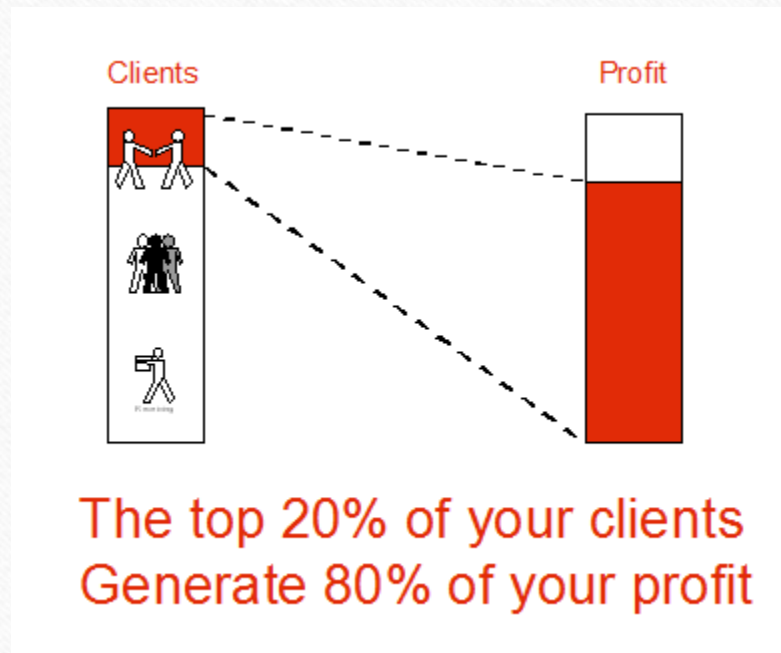 Clients
Profit
The top 20% of your clients
Generate 80% of your profit